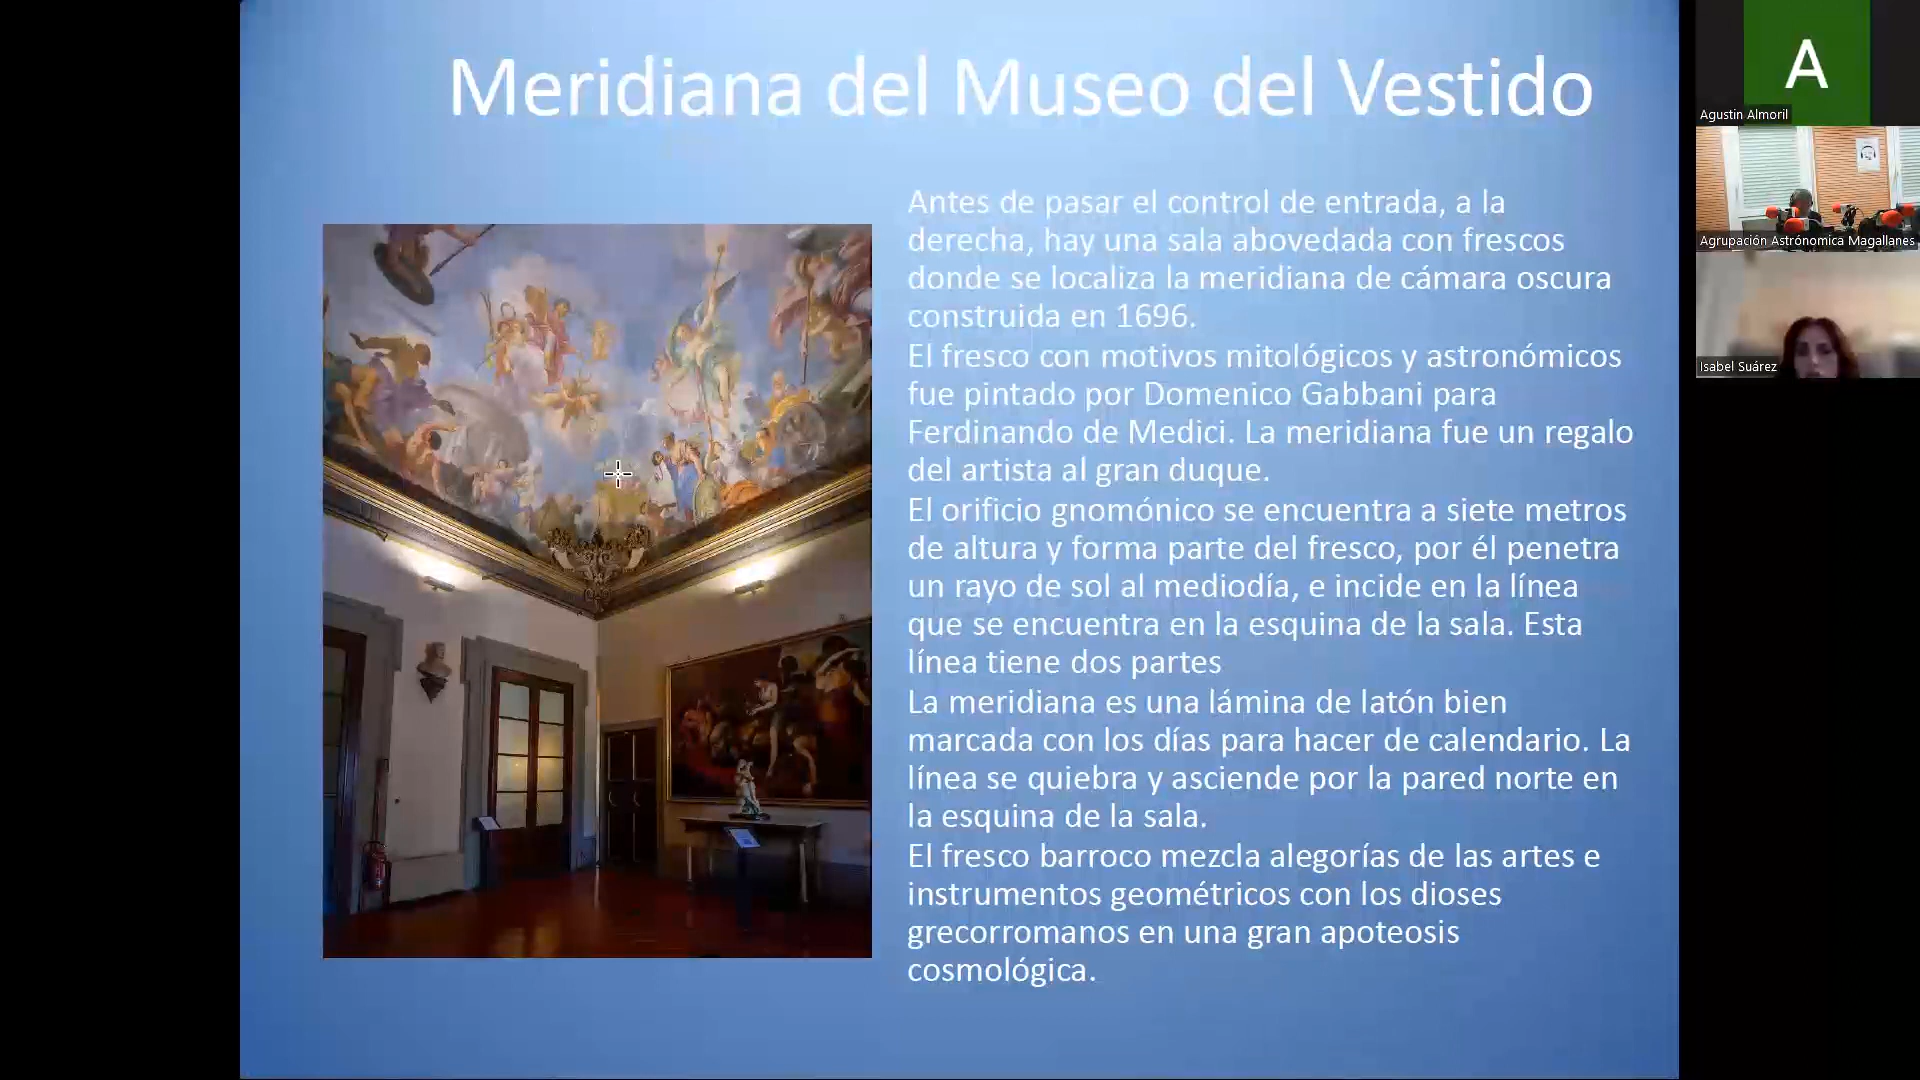 Meridiana del Museo del Vestido
Antes de pasar el control de entrada, a la
derecha, hay una sala abovedada con frescos
donde se localiza la meridiana de cámara oscura
construida en 1696.
El fresco con motivos mitológicos y astronómicos
fue pintado por Domenico Gabbani para
Ferdinando de Medici. La meridiana fue un regalo
del artista al gran duque.
El orificio gnomónico se encuentra a siete metros
de altura y forma parte del fresco, por él penetra
un rayo de sol al mediodía, e incide en la línea
que se encuentra en la esquina de la sala. Esta
línea tiene dos partes
La meridiana es una lámina de latón bien
marcada con los días para hacer de calendario. La
línea se quiebra y asciende por la pared norte en
la esquina de la sala.
El fresco barroco mezcla alegorías de las artes e
instrumentos geométricos con los dioses
grecorromanos en una gran apoteosis
cosmológica.
A
Agustin Almoril
Agrupación Astrónomica Magallanes
Isabel Suárez